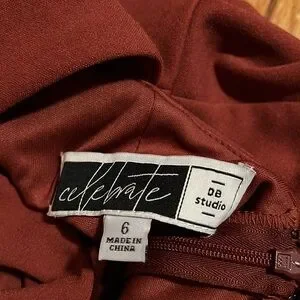 celebrate
DB
studio
6
MADE IN
CHINA